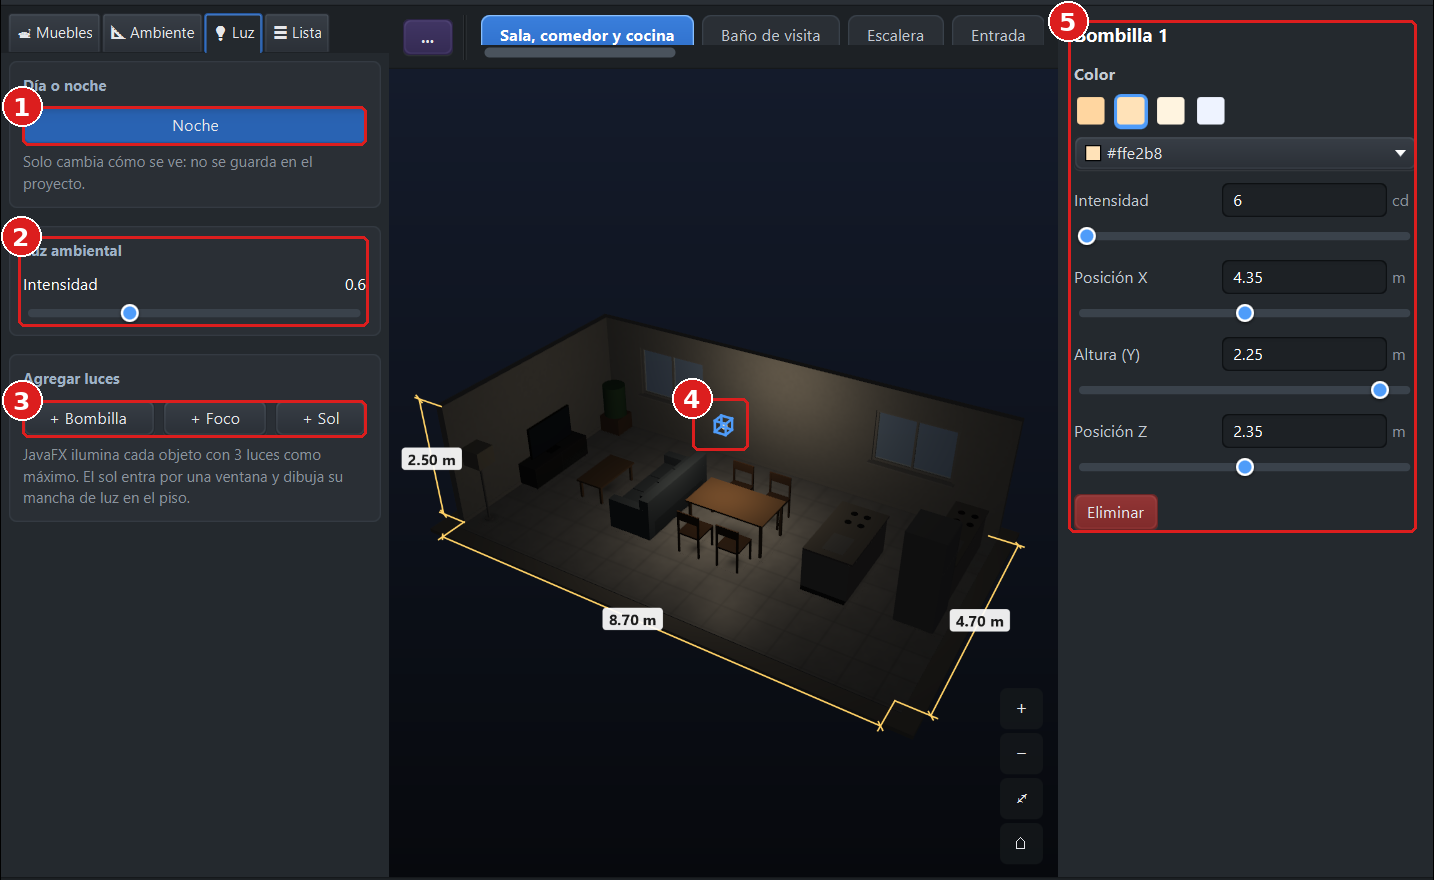 Muebles
Ambiente
Luz
Lista
...
Sala, comedor y cocina
Baño de visita
Escalera
Entrada
Día o noche
1
Noche
Solo cambia cómo se ve: no se guarda en el
proyecto.
2
Luz ambiental
Intensidad 0.6
Agregar luces
3
+ Bombilla
+ Foco
+ Sol
JavaFX ilumina cada objeto con 3 luces como
máximo. El sol entra por una ventana y dibuja su
mancha de luz en el piso.
4
2.50 m
8.70 m
4.70 m
+
−
5
Bombilla 1
Color
#ffe2b8
Intensidad 6 cd
Posición X 4.35 m
Altura (Y) 2.25 m
Posición Z 2.35 m
Eliminar